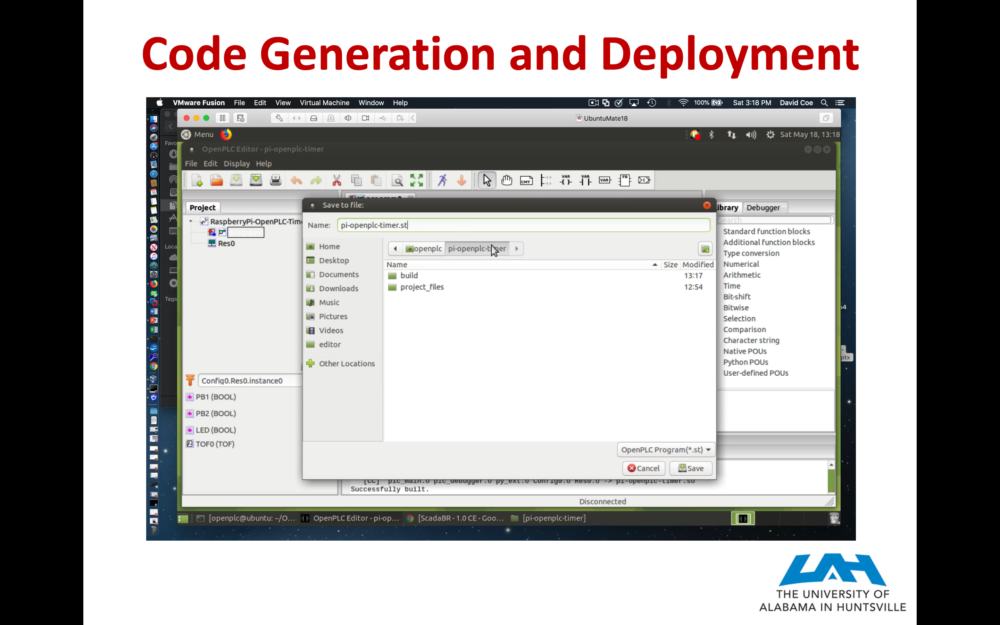 Code Generation and Deployment
VMware Fusion File Edit View Virtual Machine Window Help
100% Sat 3:18 PM David Coe
UbuntuMate18
Menu
Sat May 18, 13:18
OpenPLC Editor - pi-openplc-timer
File Edit Display Help
CMT VAR VAR VAR FB >C>
Favo
Loca
Tags
Project
RaspberryPi-OpenPLC-Tim
Res0
Config0.Res0.instance0
PB1 (BOOL)
PB2 (BOOL)
LED (BOOL)
TOF0 (TOF)
Save to file:
Name: pi-openplc-timer.st
Home
Desktop
Documents
Downloads
Music
Pictures
Videos
editor
Other Locations
openplc pi-openplc-timer
Name Size Modified
build 13:17
project_files 12:54
OpenPLC Program(*.st)
Cancel Save
ibrary Debugger
Search
Standard function blocks
Additional function blocks
Type conversion
Numerical
Arithmetic
Time
Bit-shift
Bitwise
Selection
Comparison
Character string
Native POUs
Python POUs
User-defined POUs
[CC] plc_main.o plc_debugger.o py_ext.o Config0.o Res0.o -> pi-openplc-timer.so
Successfully built.
Disconnected
[openplc@ubuntu: ~/O... OpenPLC Editor - pi-op... [ScadaBR - 1.0 CE - Goo... [pi-openplc-timer]
ptx
UAH
THE UNIVERSITY OF
ALABAMA IN HUNTSVILLE